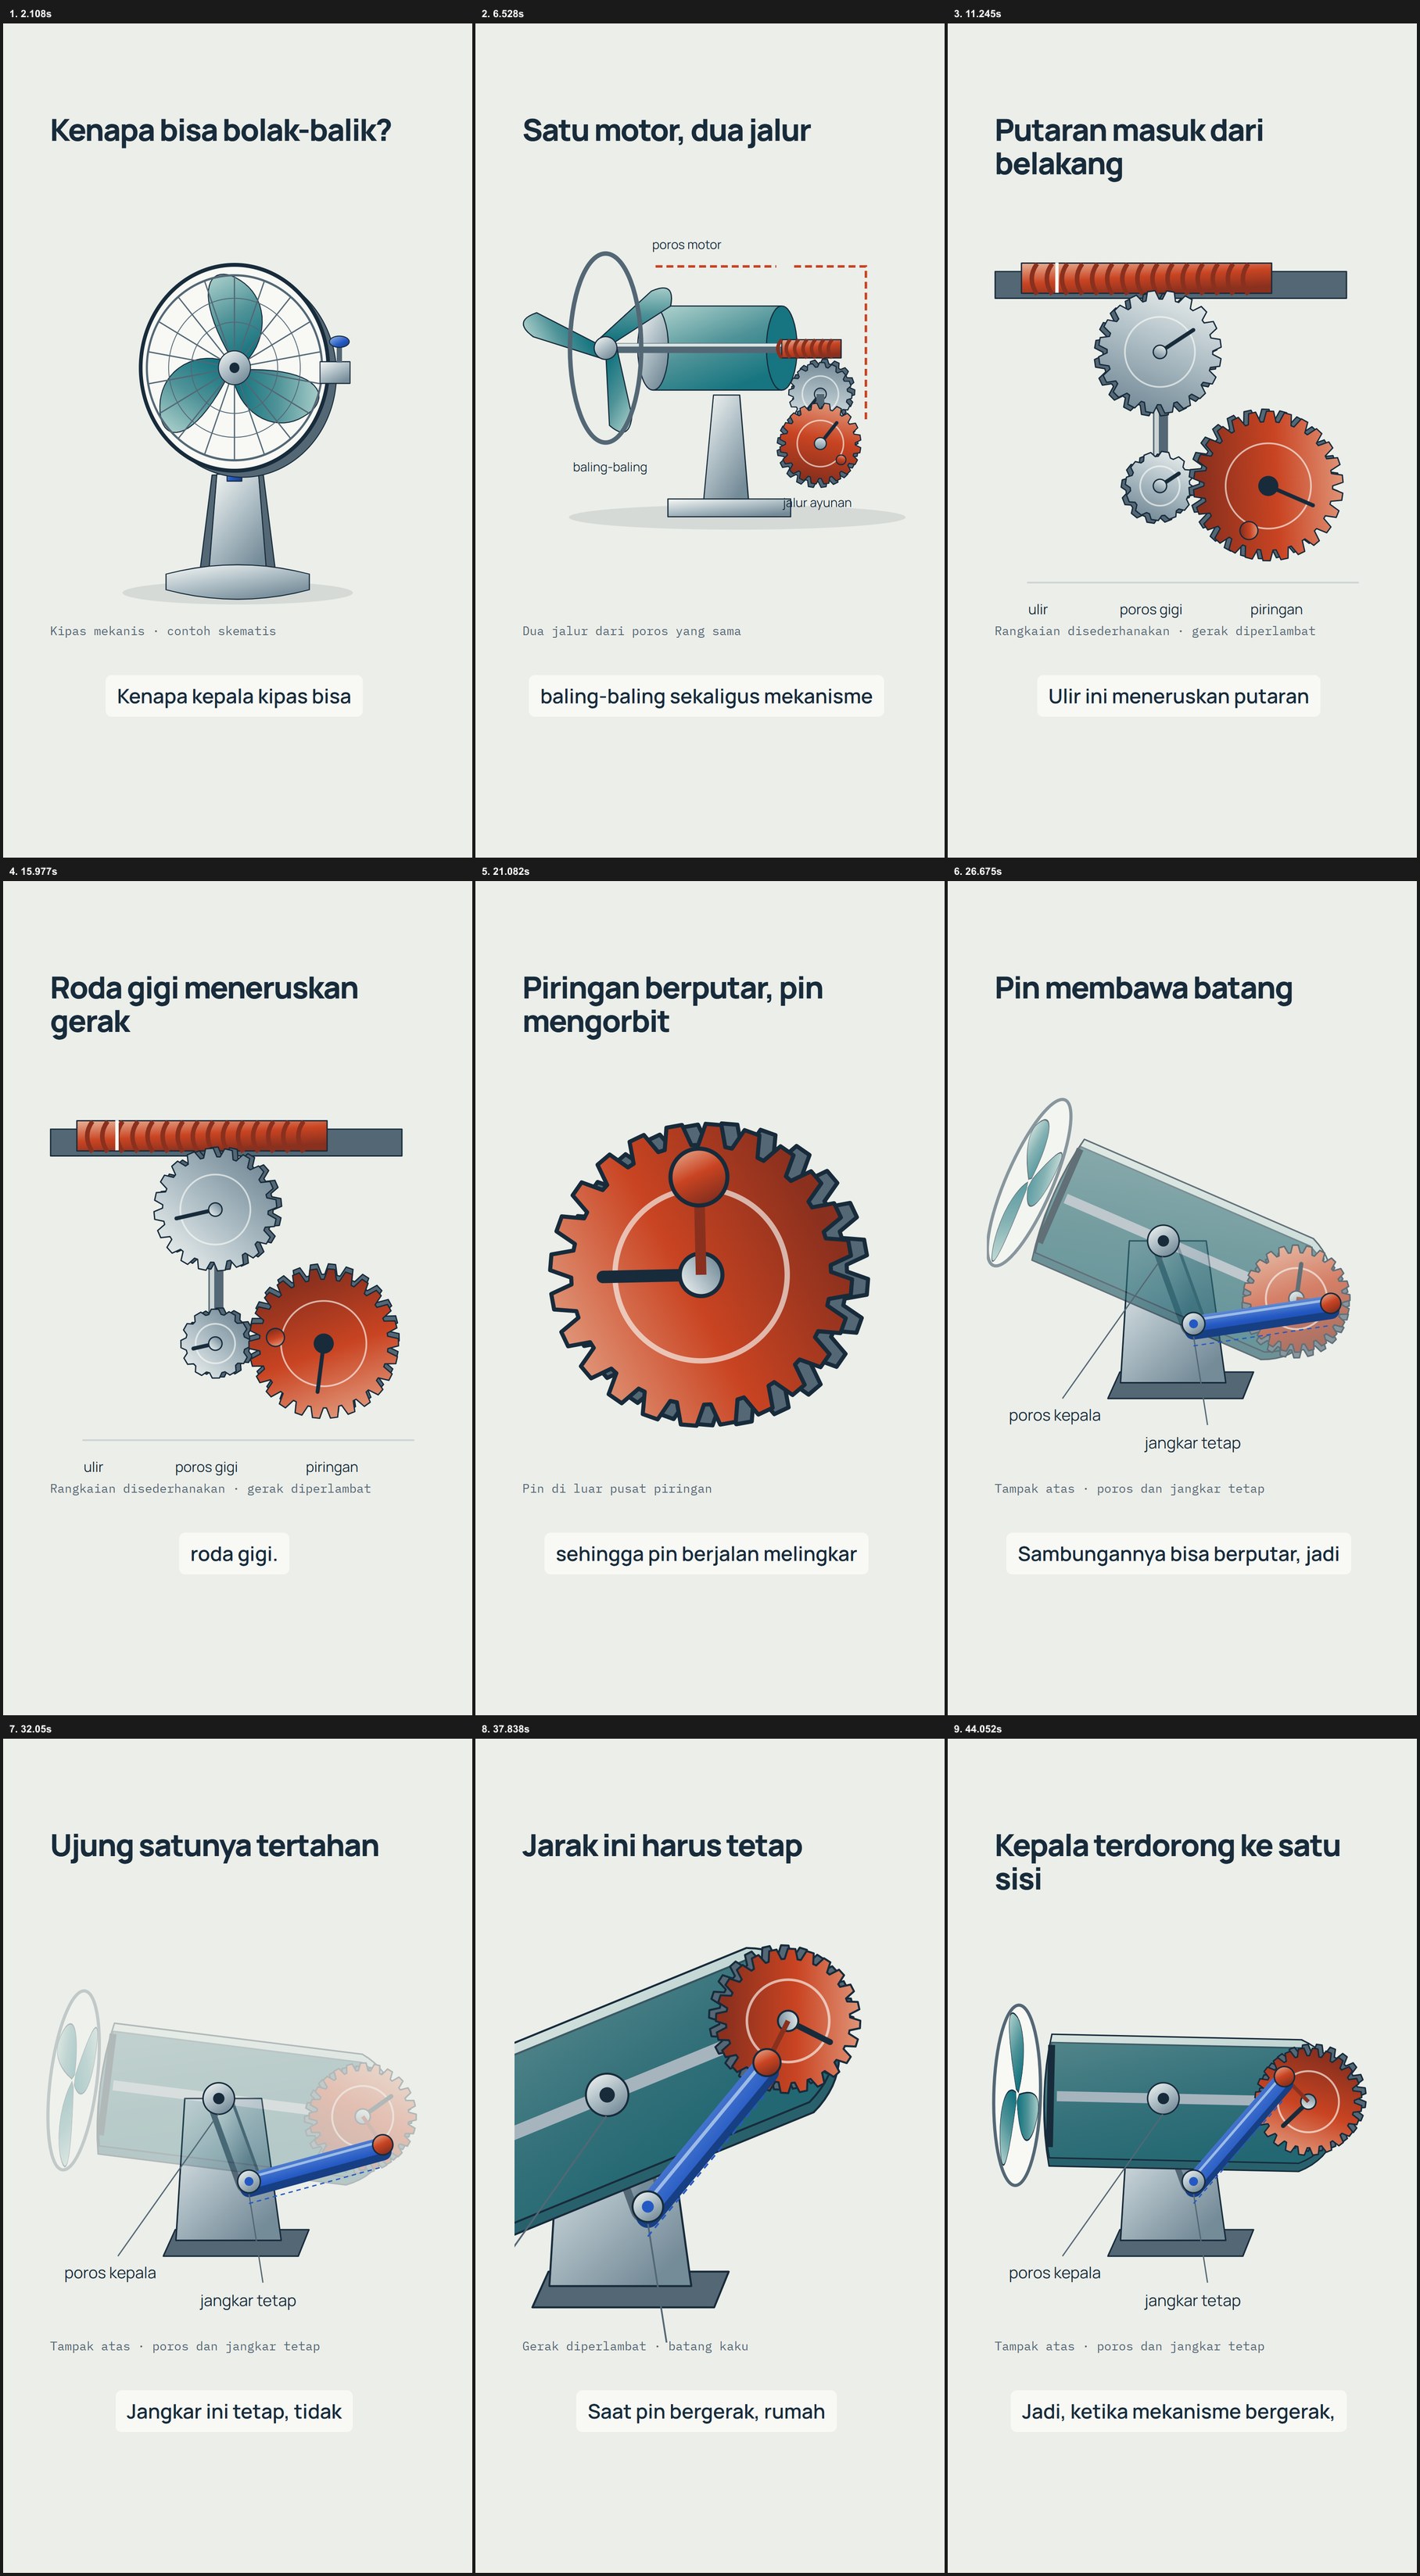 1. 2.108s
Kenapa bisa bolak-balik?
Kipas mekanis · contoh skematis
Kenapa kepala kipas bisa
2. 6.528s
Satu motor, dua jalur
poros motor
baling-baling
jalur ayunan
Dua jalur dari poros yang sama
baling-baling sekaligus mekanisme
3. 11.245s
Putaran masuk dari
belakang
ulir poros gigi piringan
Rangkaian disederhanakan · gerak diperlambat
Ulir ini meneruskan putaran
4. 15.977s
Roda gigi meneruskan
gerak
ulir poros gigi piringan
Rangkaian disederhanakan · gerak diperlambat
roda gigi.
5. 21.082s
Piringan berputar, pin
mengorbit
Pin di luar pusat piringan
sehingga pin berjalan melingkar
6. 26.675s
Pin membawa batang
poros kepala
jangkar tetap
Tampak atas · poros dan jangkar tetap
Sambungannya bisa berputar, jadi
7. 32.05s
Ujung satunya tertahan
poros kepala
jangkar tetap
Tampak atas · poros dan jangkar tetap
Jangkar ini tetap, tidak
8. 37.838s
Jarak ini harus tetap
Gerak diperlambat · batang kaku
Saat pin bergerak, rumah
9. 44.052s
Kepala terdorong ke satu
sisi
poros kepala
jangkar tetap
Tampak atas · poros dan jangkar tetap
Jadi, ketika mekanisme bergerak,